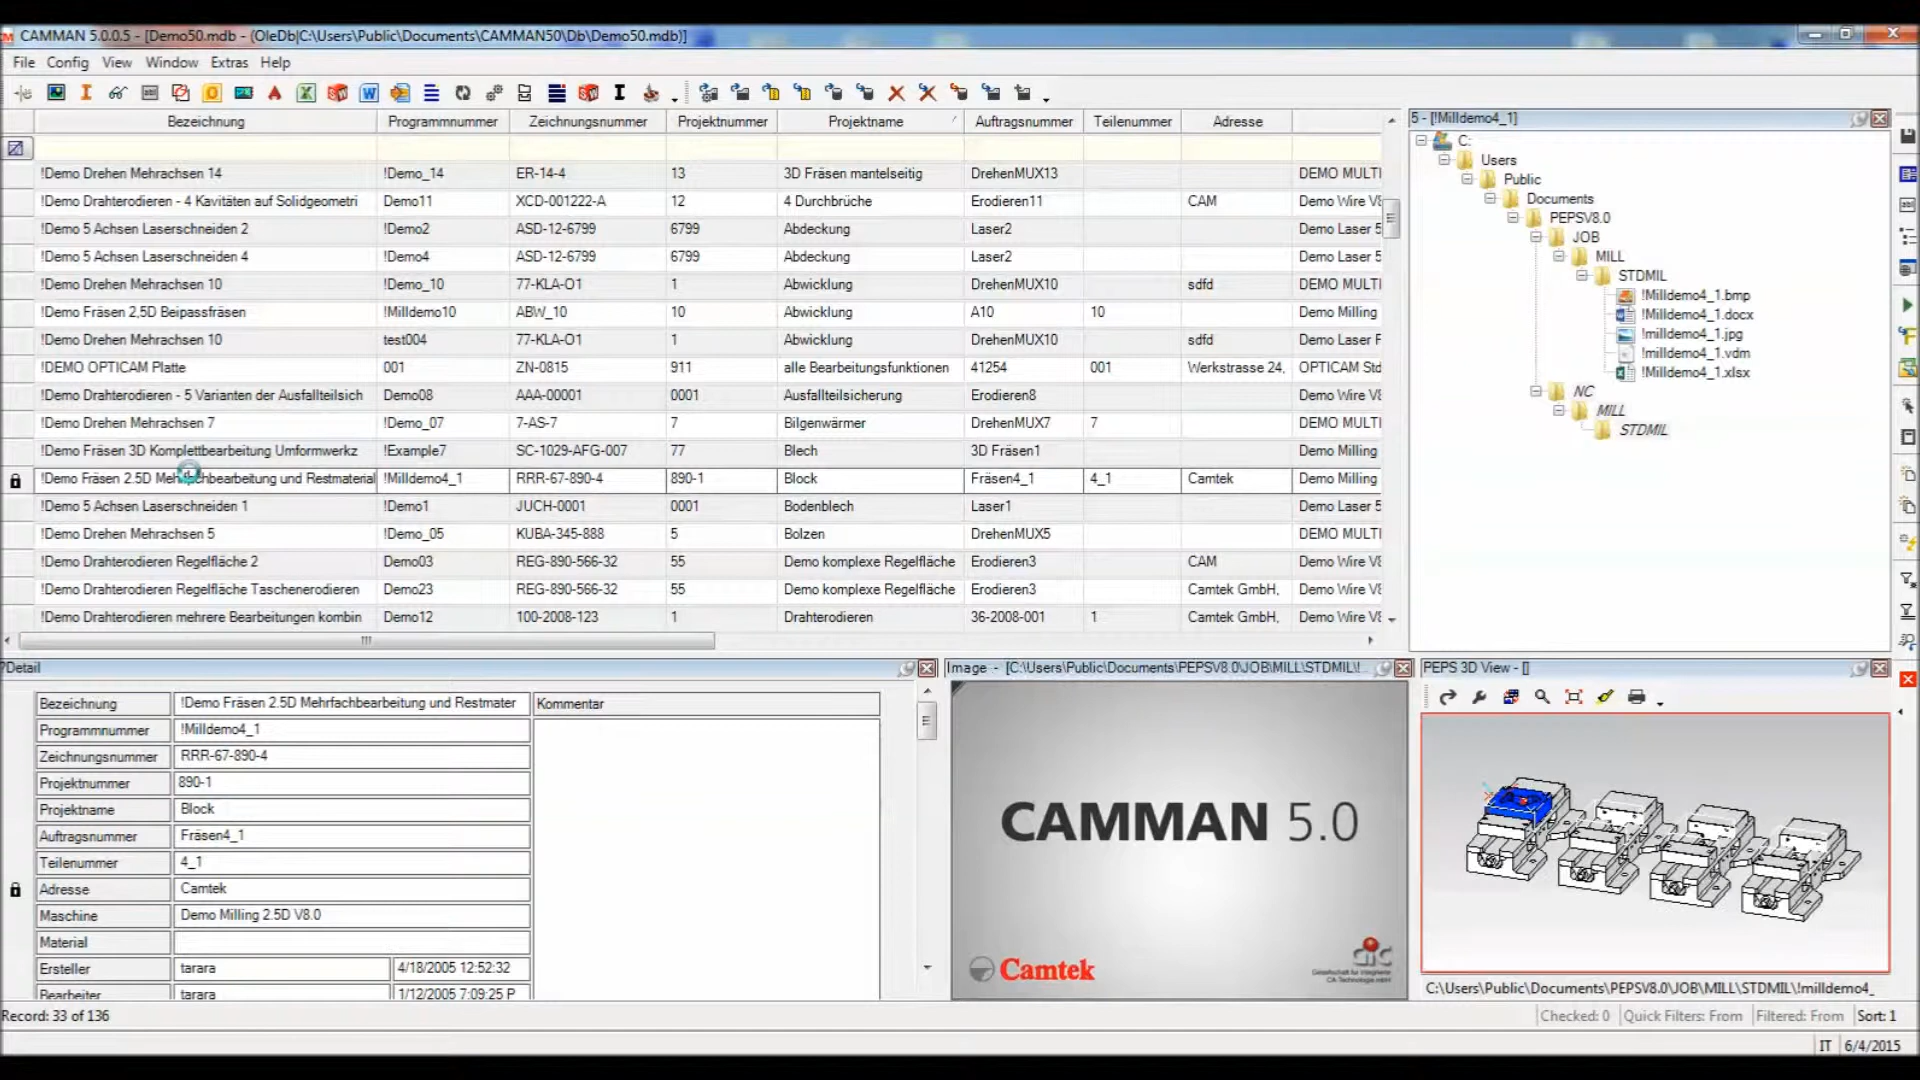 CAMMAN 5.0.0.5 - [Demo50.mdb - (OleDb|C:\Users\Public\Documents\CAMMAN50\Db\Demo50.mdb)]
File Config View Window Extras Help
Bezeichnung Programmnummer Zeichnungsnummer Projektnummer Projektname Auftragsnummer Teilenummer Adresse
!Demo Drehen Mehrachsen 14 !Demo_14 ER-14-4 13 3D Fräsen mantelseitig DrehenMUX13 DEMO MULTI
!Demo Drahterodieren - 4 Kavitäten auf Solidgeometri Demo11 XCD-001222-A 12 4 Durchbrüche Erodieren11 CAM Demo Wire V8
!Demo 5 Achsen Laserschneiden 2 !Demo2 ASD-12-6799 6799 Abdeckung Laser2 Demo Laser 5
!Demo 5 Achsen Laserschneiden 4 !Demo4 ASD-12-6799 6799 Abdeckung Laser2 Demo Laser 5
!Demo Drehen Mehrachsen 10 !Demo_10 77-KLA-O1 1 Abwicklung DrehenMUX10 sdfd DEMO MULTI
!Demo Fräsen 2,5D Beipassfräsen !Milldemo10 ABW_10 10 Abwicklung A10 10 Demo Milling
!Demo Drehen Mehrachsen 10 test004 77-KLA-O1 1 Abwicklung DrehenMUX10 sdfd Demo Laser F
!DEMO OPTICAM Platte 001 ZN-0815 911 alle Bearbeitungsfunktionen 41254 001 Werkstrasse 24, OPTICAM Std
!Demo Drahterodieren - 5 Varianten der Ausfallteilsich Demo08 AAA-00001 0001 Ausfallteilsicherung Erodieren8 Demo Wire V8
!Demo Drehen Mehrachsen 7 !Demo_07 7-AS-7 7 Bilgenwärmer DrehenMUX7 7 DEMO MULTI
!Demo Fräsen 3D Komplettbearbeitung Umformwerkz !Example7 SC-1029-AFG-007 77 Blech 3D Fräsen1 Demo Milling
!Demo Fräsen 2.5D Mehrfachbearbeitung und Restmaterial !Milldemo4_1 RRR-67-890-4 890-1 Block Fräsen4_1 4_1 Camtek Demo Milling
!Demo 5 Achsen Laserschneiden 1 !Demo1 JUCH-0001 0001 Bodenblech Laser1 Demo Laser 5
!Demo Drehen Mehrachsen 5 !Demo_05 KUBA-345-888 5 Bolzen DrehenMUX5 DEMO MULTI
!Demo Drahterodieren Regelfläche 2 Demo03 REG-890-566-32 55 Demo komplexe Regelfläche Erodieren3 CAM Demo Wire V8
!Demo Drahterodieren Regelfläche Taschenerodieren Demo23 REG-890-566-32 55 Demo komplexe Regelfläche Erodieren3 Camtek GmbH, Demo Wire V8
!Demo Drahterodieren mehrere Bearbeitungen kombin Demo12 100-2008-123 1 Drahterodieren 36-2008-001 1 Camtek GmbH, Demo Wire V8
5 - [!Milldemo4_1]
C:
Users
Public
Documents
PEPSV8.0
JOB
MILL
STDMIL
!Milldemo4_1.bmp
!Milldemo4_1.docx
!milldemo4_1.jpg
!milldemo4_1.vdm
!Milldemo4_1.xlsx
NC
MILL
STDMIL
?Detail
Bezeichnung !Demo Fräsen 2.5D Mehrfachbearbeitung und Restmater Kommentar
Programmnummer !Milldemo4_1
Zeichnungsnummer RRR-67-890-4
Projektnummer 890-1
Projektname Block
Auftragsnummer Fräsen4_1
Teilenummer 4_1
Adresse Camtek
Maschine Demo Milling 2.5D V8.0
Material
Ersteller tarara 4/18/2005 12:52:32
Bearbeiter tarara 1/12/2005 7:09:25 P
Image - [C:\Users\Public\Documents\PEPSV8.0\JOB\MILL\STDMIL\!...
CAMMAN 5.0
Camtek
PEPS 3D View - []
C:\Users\Public\Documents\PEPSV8.0\JOB\MILL\STDMIL\!milldemo4_
Record: 33 of 136
Checked: 0 Quick Filters: From Filtered: From Sort: 1
IT 6/4/2015